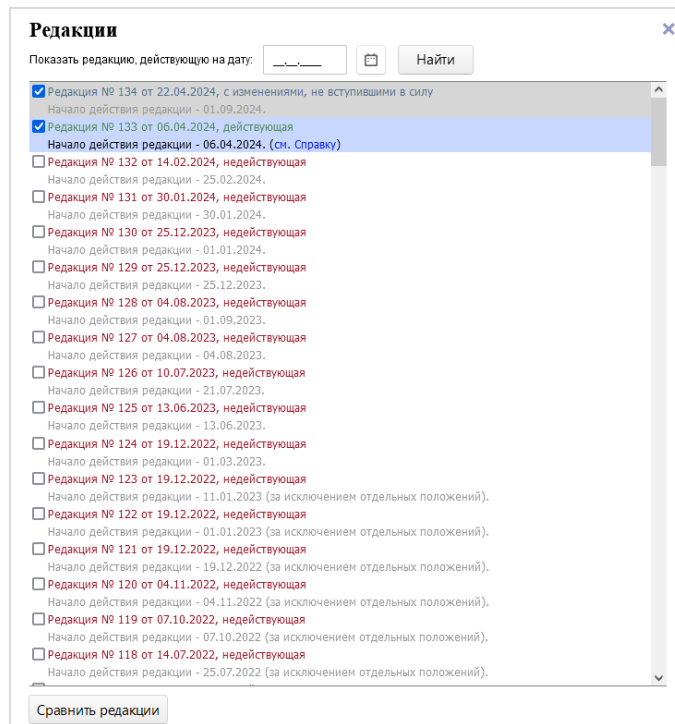 Редакции
Показать редакцию, действующую на дату: __.__.____ Найти
Редакция № 134 от 22.04.2024, с изменениями, не вступившими в силу
Начало действия редакции - 01.09.2024.
Редакция № 133 от 06.04.2024, действующая
Начало действия редакции - 06.04.2024. (см. Справку)
Редакция № 132 от 14.02.2024, недействующая
Начало действия редакции - 25.02.2024.
Редакция № 131 от 30.01.2024, недействующая
Начало действия редакции - 30.01.2024.
Редакция № 130 от 25.12.2023, недействующая
Начало действия редакции - 01.01.2024.
Редакция № 129 от 25.12.2023, недействующая
Начало действия редакции - 25.12.2023.
Редакция № 128 от 04.08.2023, недействующая
Начало действия редакции - 01.09.2023.
Редакция № 127 от 04.08.2023, недействующая
Начало действия редакции - 04.08.2023.
Редакция № 126 от 10.07.2023, недействующая
Начало действия редакции - 21.07.2023.
Редакция № 125 от 13.06.2023, недействующая
Начало действия редакции - 13.06.2023.
Редакция № 124 от 19.12.2022, недействующая
Начало действия редакции - 01.03.2023.
Редакция № 123 от 19.12.2022, недействующая
Начало действия редакции - 11.01.2023 (за исключением отдельных положений).
Редакция № 122 от 19.12.2022, недействующая
Начало действия редакции - 01.01.2023 (за исключением отдельных положений).
Редакция № 121 от 19.12.2022, недействующая
Начало действия редакции - 19.12.2022 (за исключением отдельных положений).
Редакция № 120 от 04.11.2022, недействующая
Начало действия редакции - 04.11.2022 (за исключением отдельных положений).
Редакция № 119 от 07.10.2022, недействующая
Начало действия редакции - 07.10.2022 (за исключением отдельных положений).
Редакция № 118 от 14.07.2022, недействующая
Начало действия редакции - 25.07.2022 (за исключением отдельных положений).
Сравнить редакции